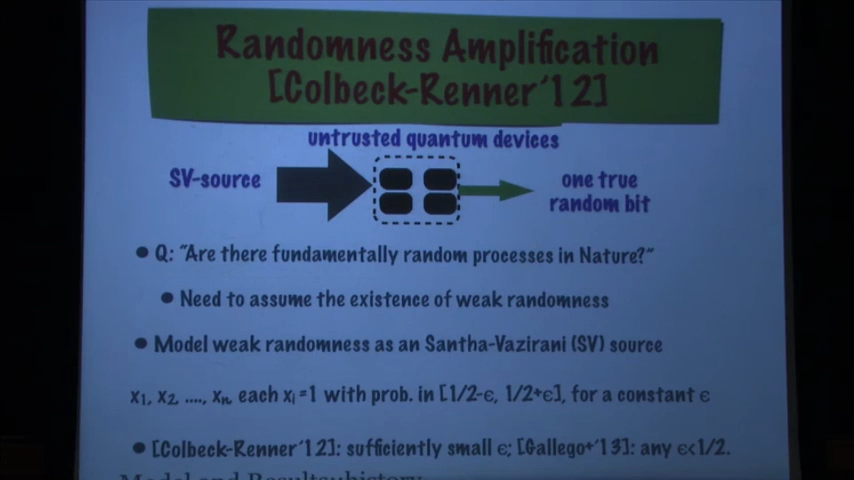 Randomness Amplification
[Colbeck-Renner´12]
untrusted quantum devices
SV-source
one true
random bit
• Q: “Are there fundamentally random processes in Nature?”
• Need to assume the existence of weak randomness
• Model weak randomness as an Santha-Vazirani (SV) source
x₁, x₂, ...., xₙ, each xᵢ=1 with prob. in [1/2-ϵ, 1/2+ϵ], for a constant ϵ
• [Colbeck-Renner´12]: sufficiently small ϵ; [Gallego+´13]: any ϵ<1/2.